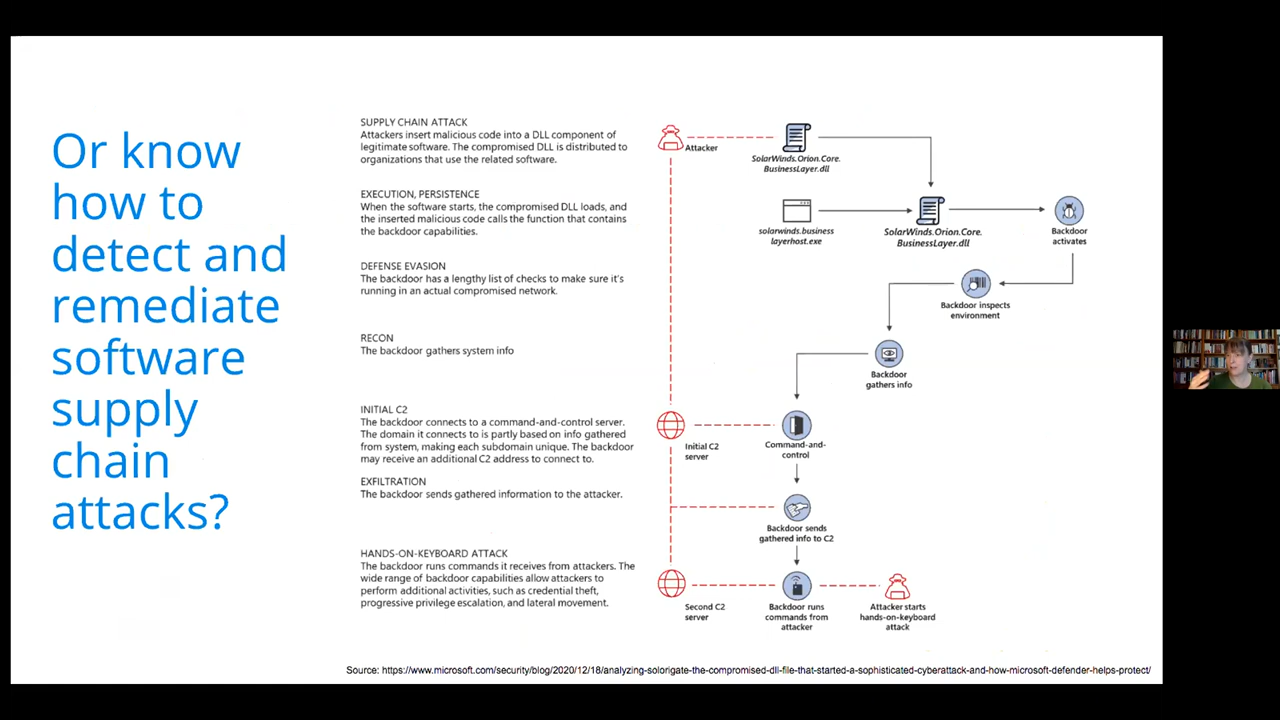 Or know
how to
detect and
remediate
software
supply
chain
attacks?
SUPPLY CHAIN ATTACK
Attackers insert malicious code into a DLL component of
legitimate software. The compromised DLL is distributed to
organizations that use the related software.
EXECUTION, PERSISTENCE
When the software starts, the compromised DLL loads, and
the inserted malicious code calls the function that contains
the backdoor capabilities.
DEFENSE EVASION
The backdoor has a lengthy list of checks to make sure it's
running in an actual compromised network.
RECON
The backdoor gathers system info
INITIAL C2
The backdoor connects to a command-and-control server.
The domain it connects to is partly based on info gathered
from system, making each subdomain unique. The backdoor
may receive an additional C2 address to connect to.
EXFILTRATION
The backdoor sends gathered information to the attacker.
HANDS-ON-KEYBOARD ATTACK
The backdoor runs commands it receives from attackers. The
wide range of backdoor capabilities allow attackers to
perform additional activities, such as credential theft,
progressive privilege escalation, and lateral movement.
Attacker
SolarWinds.Orion.Core.
BusinessLayer.dll
solarwinds.business
layerhost.exe
SolarWinds.Orion.Core.
BusinessLayer.dll
Backdoor
activates
Backdoor inspects
environment
Backdoor
gathers info
Initial C2
server
Command-and-
control
Backdoor sends
gathered info to C2
Second C2
server
Backdoor runs
commands from
attacker
Attacker starts
hands-on-keyboard
attack
Source: https://www.microsoft.com/security/blog/2020/12/18/analyzing-solorigate-the-compromised-dll-file-that-started-a-sophisticated-cyberattack-and-how-microsoft-defender-helps-protect/